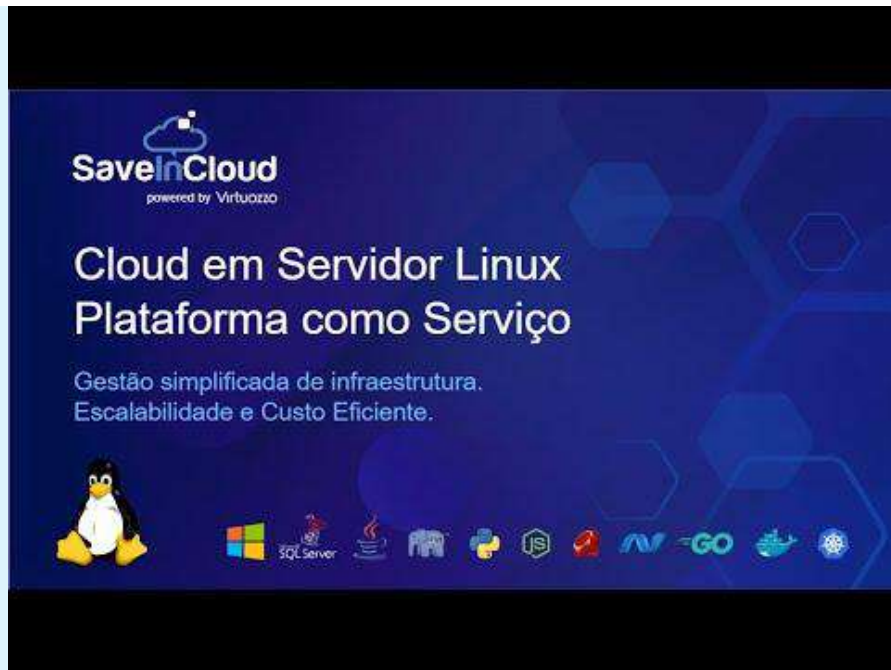 SaveInCloud
powered by Virtuozzo
Cloud em Servidor Linux
Plataforma como Serviço
Gestão simplificada de infraestrutura.
Escalabilidade e Custo Eficiente.
SQL Server
JS
GO